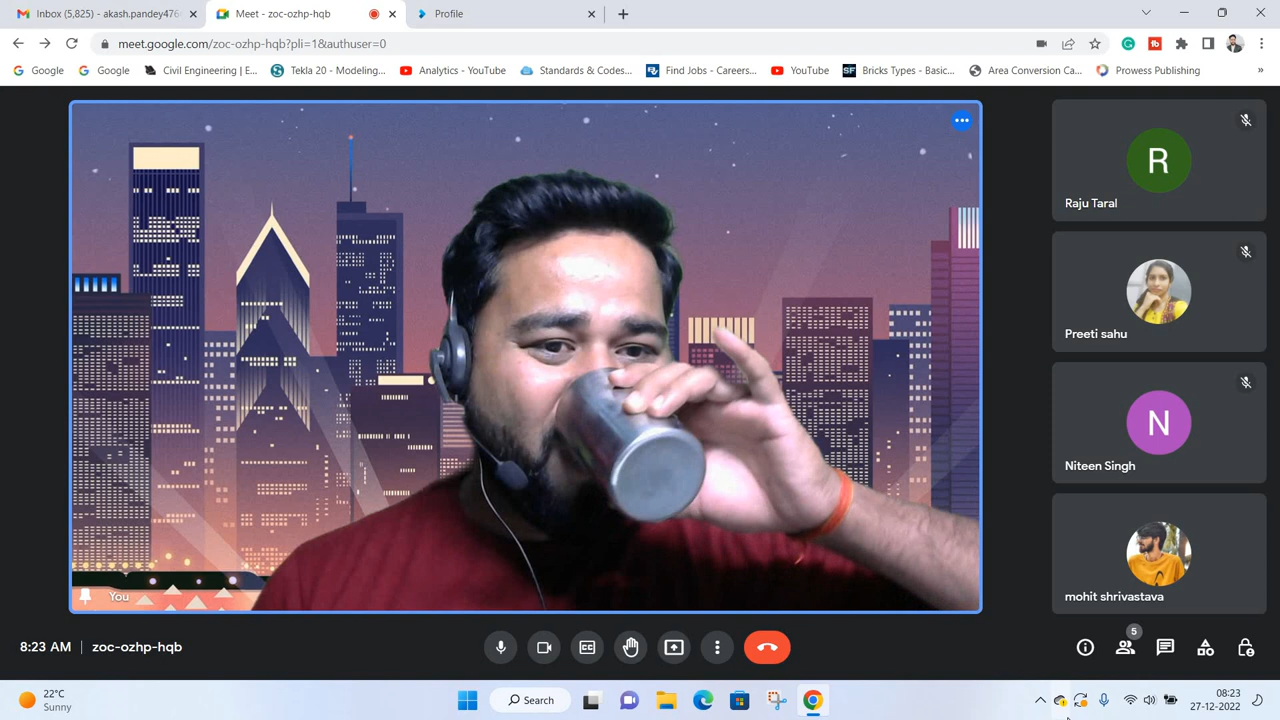 Inbox (5,825) - akash.pandey476
Meet - zoc-ozhp-hqb
Profile
meet.google.com/zoc-ozhp-hqb?pli=1&authuser=0
Google
Google
Civil Engineering | E...
Tekla 20 - Modeling...
Analytics - YouTube
Standards & Codes...
Find Jobs - Careers...
YouTube
SF
Bricks Types - Basic...
Area Conversion Ca...
Prowess Publishing
»
R
Raju Taral
Preeti sahu
N
Niteen Singh
mohit shrivastava
You
8:23 AM | zoc-ozhp-hqb
CC
5
22°C
Sunny
Search
08:23
27-12-2022